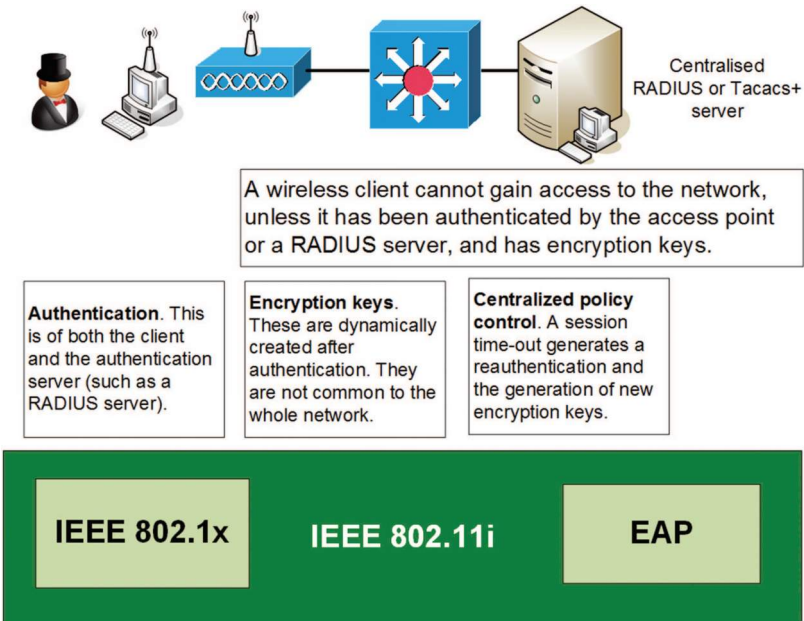 Centralised
RADIUS or Tacacs+
server
A wireless client cannot gain access to the network,
unless it has been authenticated by the access point
or a RADIUS server, and has encryption keys.
Authentication. This
is of both the client
and the authentication
server (such as a
RADIUS server).
Encryption keys.
These are dynamically
created after
authentication. They
are not common to the
whole network.
Centralized policy
control. A session
time-out generates a
reauthentication and
the generation of new
encryption keys.
IEEE 802.1x
IEEE 802.11i
EAP